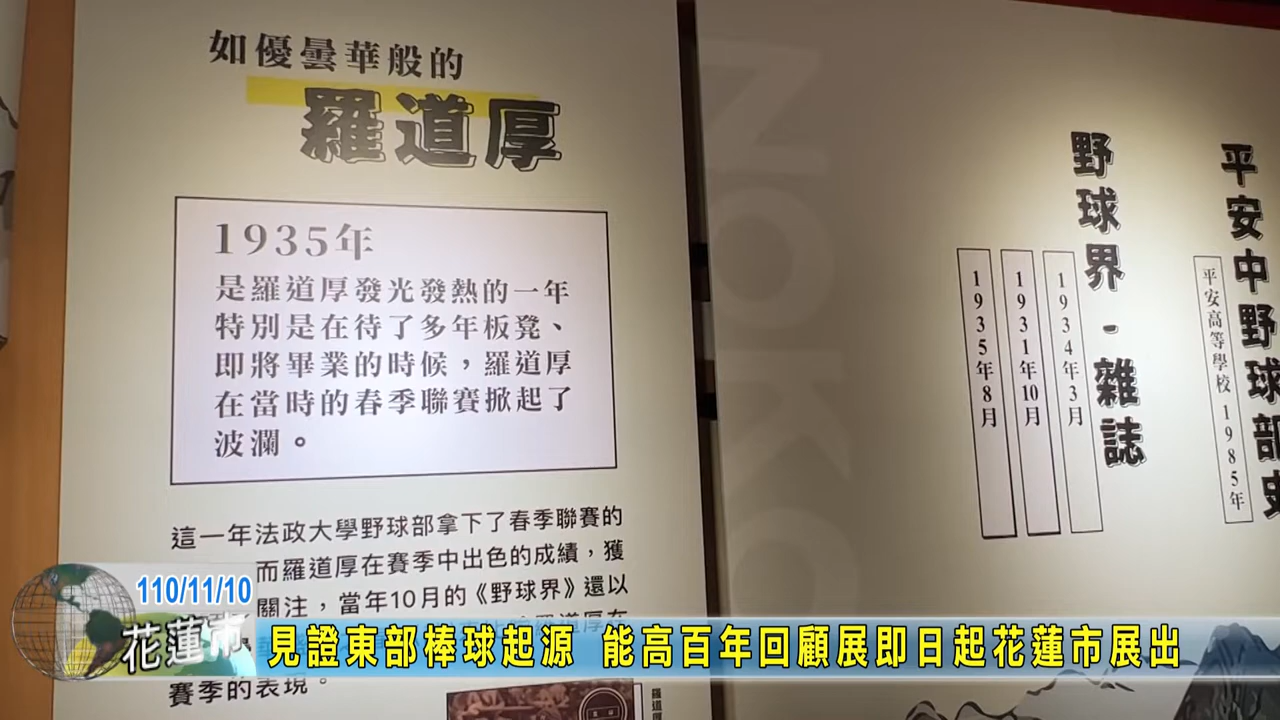 如優曇華般的
羅道厚
1935年
是羅道厚發光發熱的一年
特別是在待了多年板凳、
即將畢業的時候，羅道厚
在當時的春季聯賽掀起了
波瀾。
這一年法政大學野球部拿下了春季聯賽的
而羅道厚在賽季中出色的成績，獲
關注，當年10月的《野球界》還以
賽季的表現。
NOKO
野球界-雜誌
1934年3月
1931年10月
1935年8月
平安中野球部史
平安高等學校 1985年
110/11/10
花蓮市
見證東部棒球起源 能高百年回顧展即日起花蓮市展出